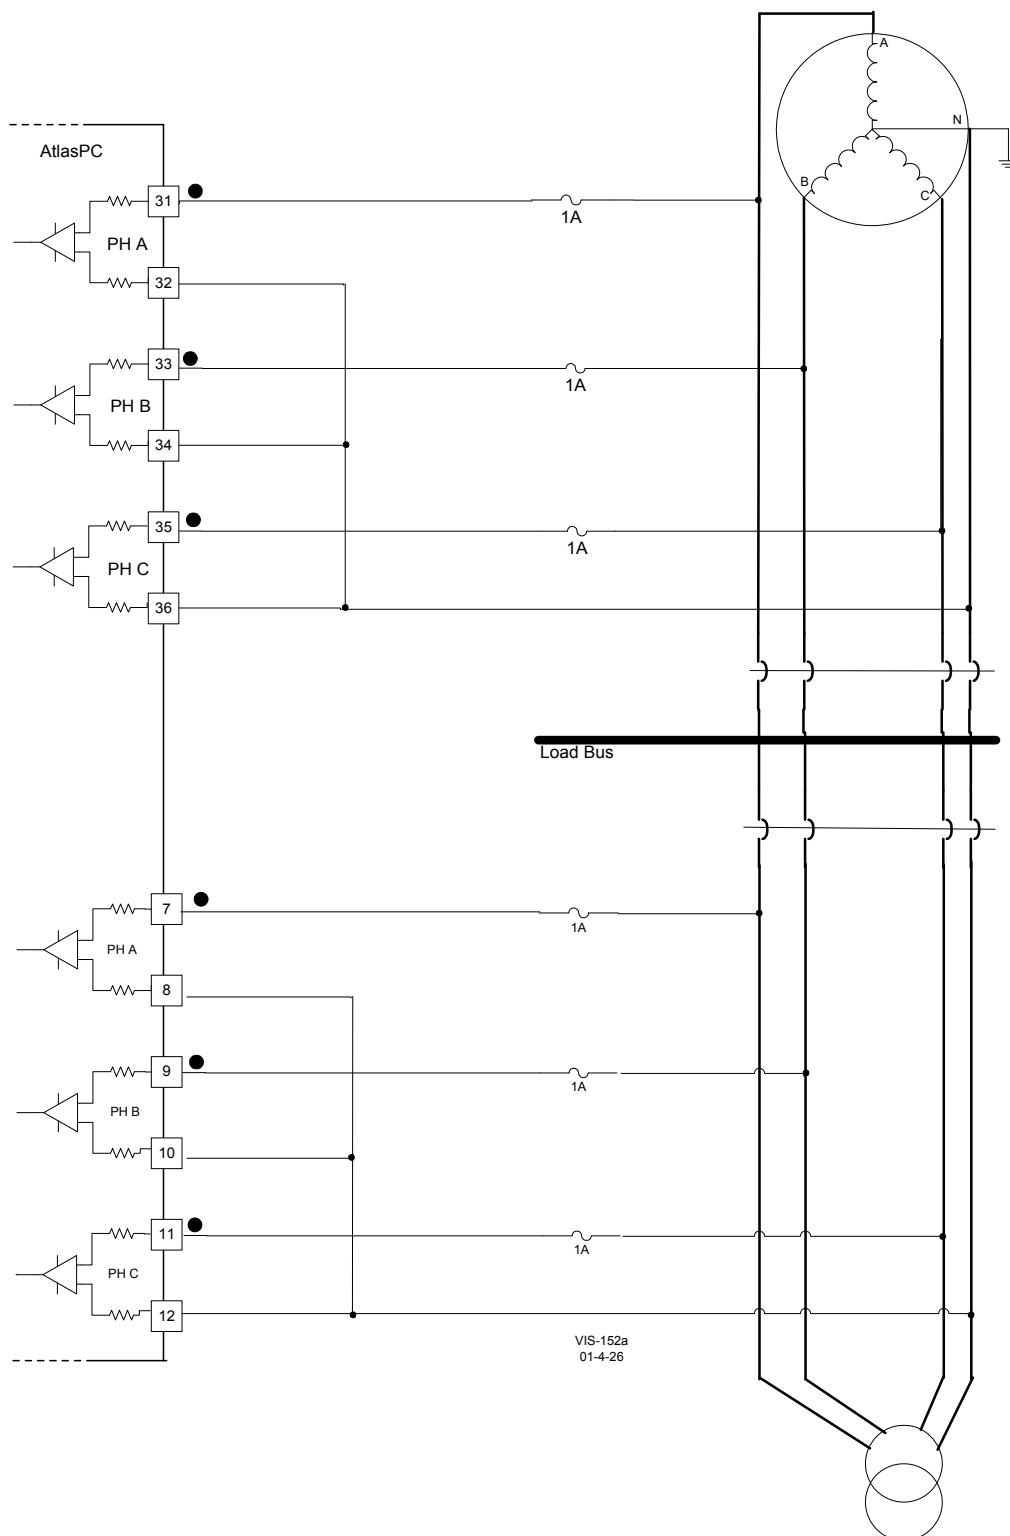 A
N
B
C
AtlasPC
31
1A
PH A
32
33
1A
PH B
34
35
1A
PH C
36
Load Bus
7
1A
PH A
8
9
1A
PH B
10
11
1A
PH C
12
VIS-152a
01-4-26